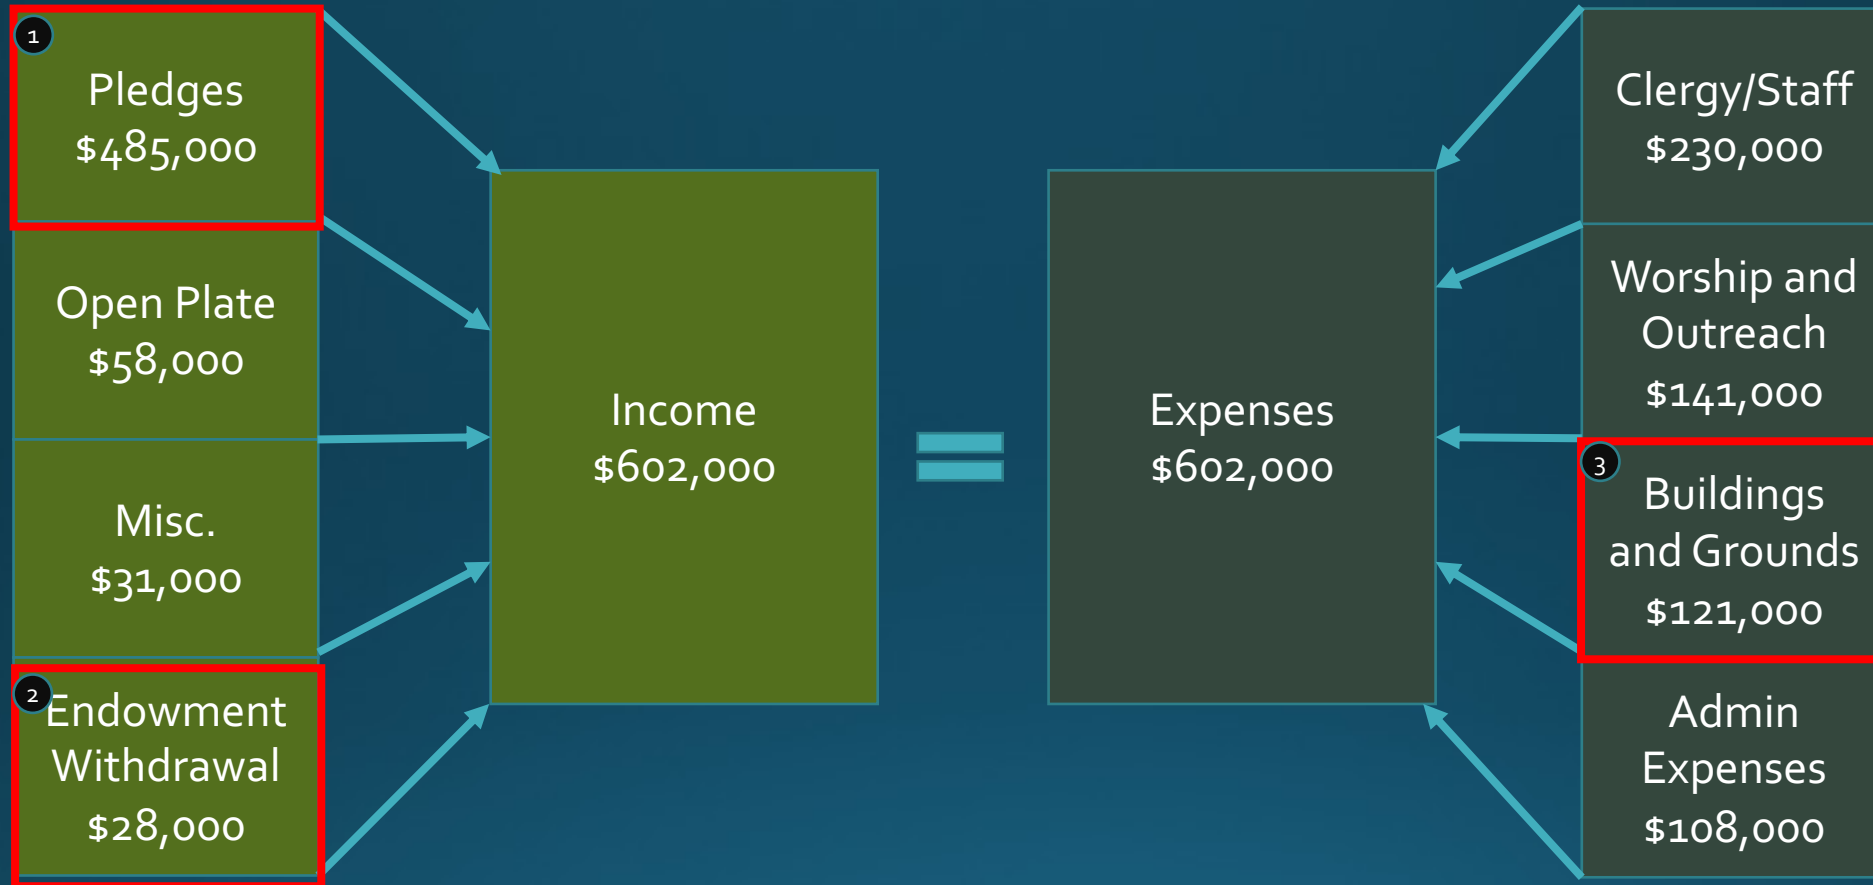 1
Pledges
$485,000
Open Plate
$58,000
Misc.
$31,000
2
Endowment
Withdrawal
$28,000
Income
$602,000
Expenses
$602,000
Clergy/Staff
$230,000
Worship and
Outreach
$141,000
3
Buildings
and Grounds
$121,000
Admin
Expenses
$108,000